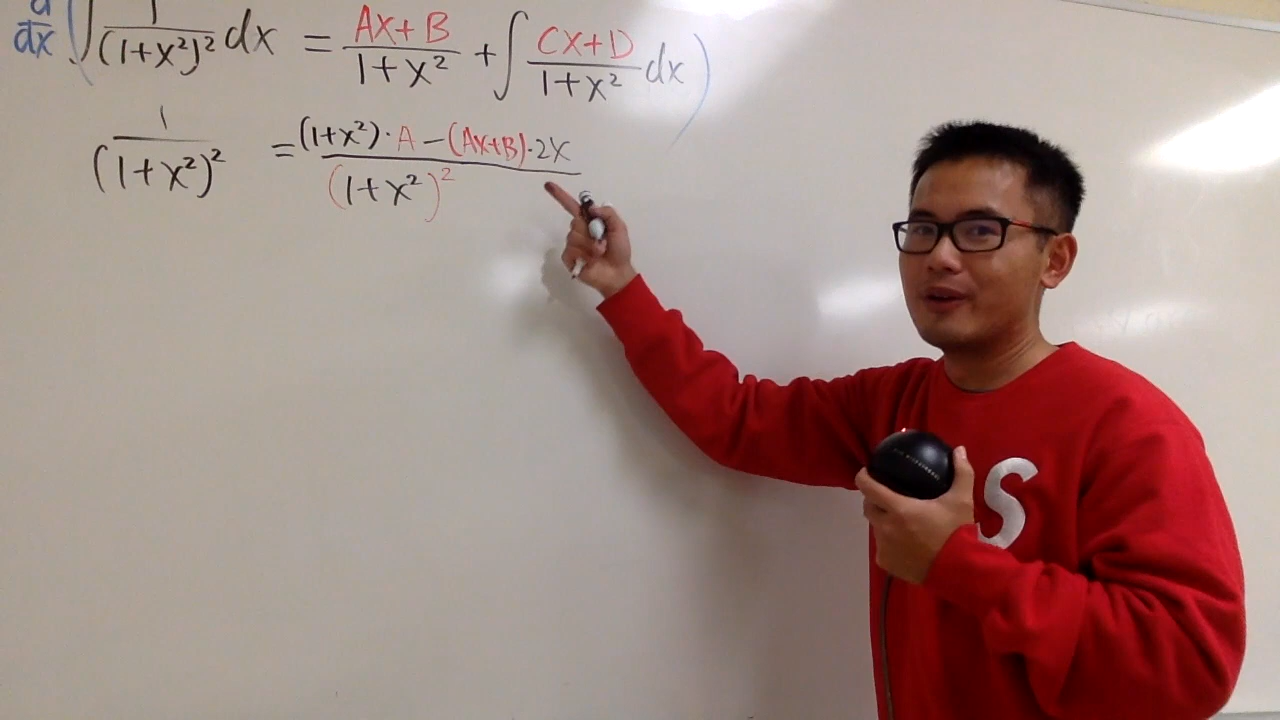 d/dx (∫ 1/(1+x²)² dx = (Ax+B)/(1+x²) + ∫ (Cx+D)/(1+x²) dx)
1/(1+x²)² = ((1+x²)·A − (Ax+B)·2x)/(1+x²)²
S